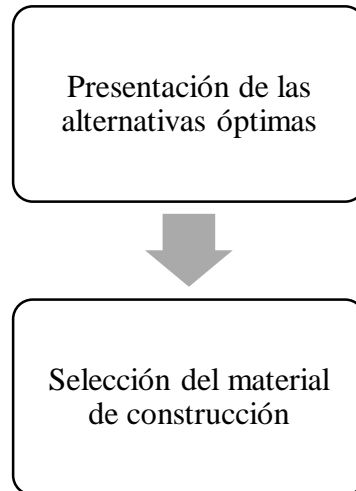 Presentación de las
alternativas óptimas
Selección del material
de construcción